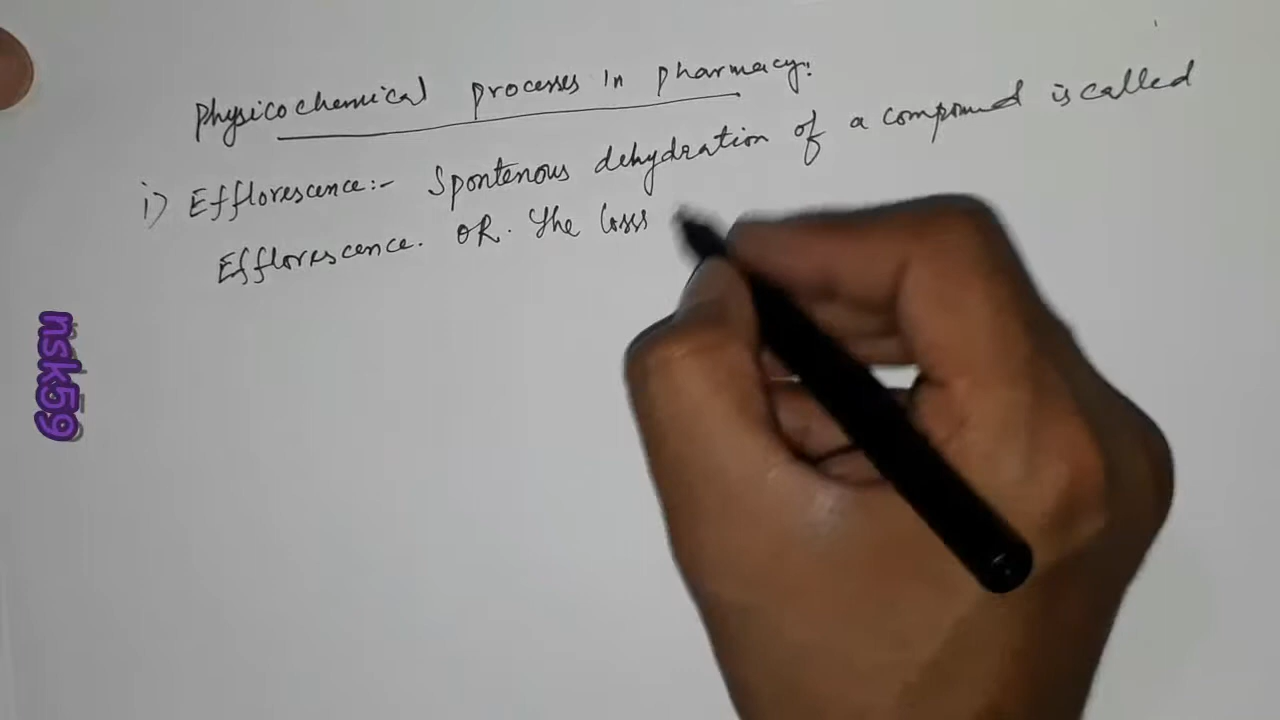 Physicochemical processes in pharmacy:
i) Efflorescence:- Spontenous dehydration of a compound is called
Efflorescence. OR. The loss
nsk59